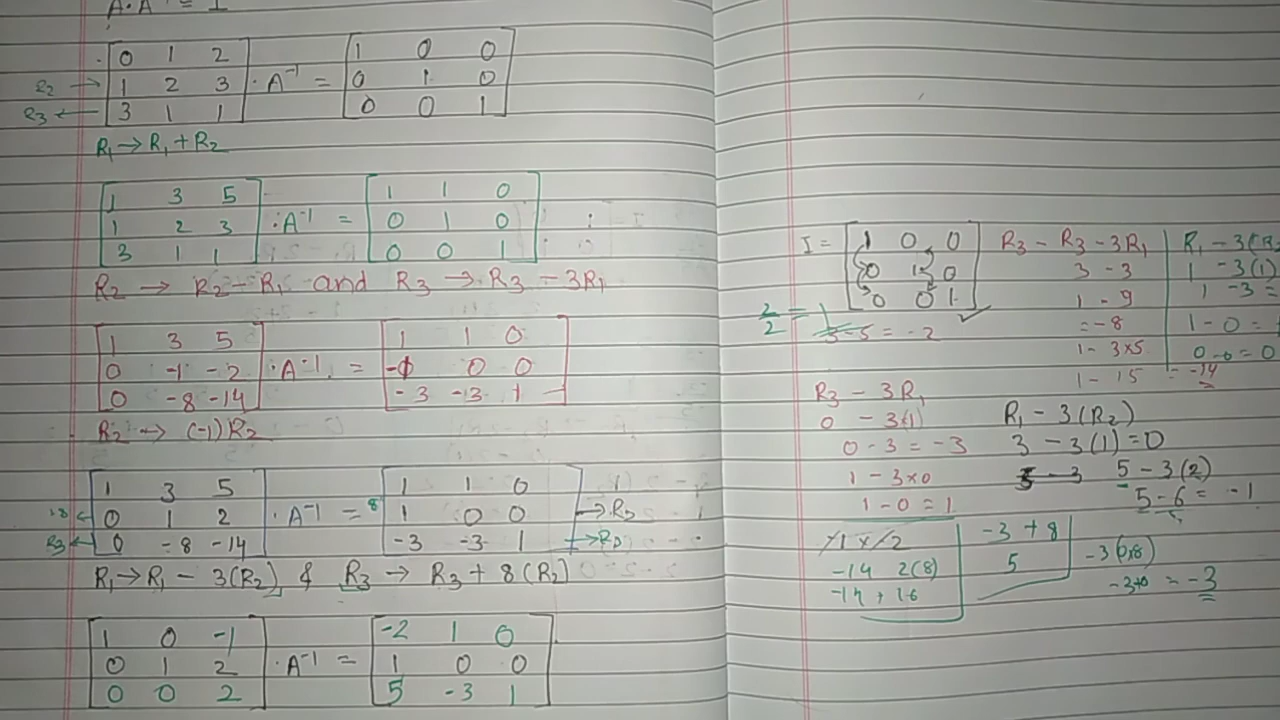 A·A⁻¹ = I
[0 1 2] [1 0 0]
R2 → [1 2 3] · A⁻¹ = [0 1 0]
R3 ← [3 1 1] [0 0 1]
R1 → R1 + R2
[1 3 5] [1 1 0]
[1 2 3] · A⁻¹ = [0 1 0]
[3 1 1] [0 0 1]
R2 → R2 - R1 and R3 → R3 - 3R1
[1 3 5] [1 1 0]
[0 -1 -2] · A⁻¹ = [-1 0 0]
[0 -8 -14] [-3 -3 1]
R2 → (-1)R2
[1 3 5] [1 1 0]
[0 1 2] · A⁻¹ = 8 [1 0 0]
R3 ← [0 -8 -14] [-3 -3 1]
R1 → R1 - 3(R2) & R3 → R3 + 8(R2)
[1 0 -1] [-2 1 0]
[0 1 2] · A⁻¹ = [1 0 0]
[0 0 2] [5 -3 1]
I = [1 0 0]
[0 1 0]
[0 0 1]
2/2 = 1
3-5 = -2
R3 - R3 - 3R1
3 - 3
1 - 9
= -8
1 - 3x5
1 - 15 = -14
R1 - 3(R2
1 - 3(1)
1 - 3 =
1 - 0 =
0 - 0 = 0
R3 - 3R1
0 - 3(1)
0 - 3 = -3
1 - 3x0
1 - 0 = 1
R1 - 3(R2)
3 - 3(1) = 0
5 - 3(2)
5 - 6 = -1
-14 2(8)
-14 + 16
-3 + 8
5
-3(0x8)
-3+0 = -3